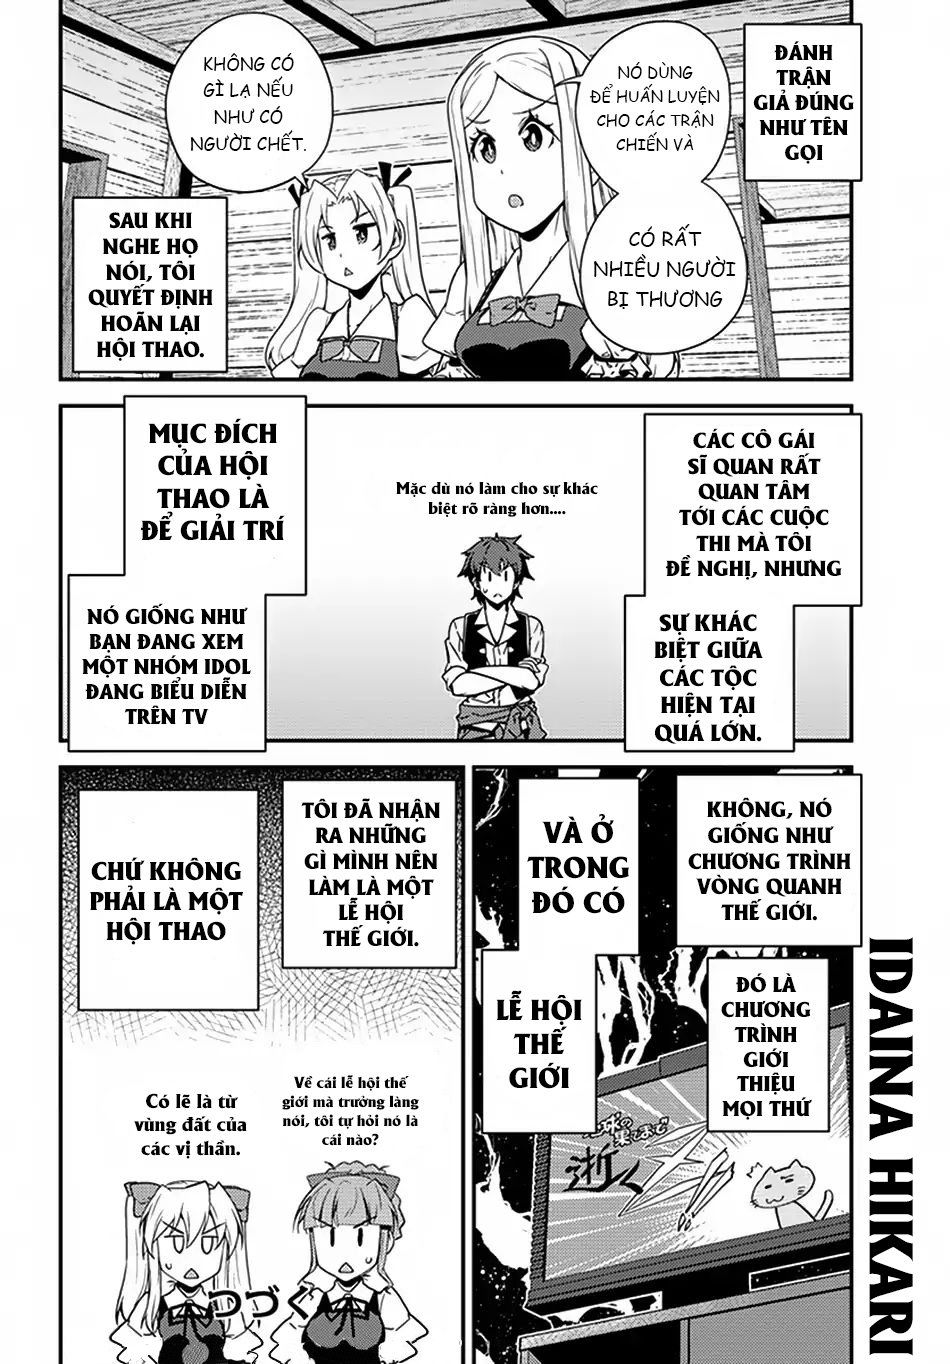 ĐÁNH
TRẬN
GIẢ ĐÚNG
NHƯ TÊN
GỌI
NÓ DÙNG
ĐỂ HUẤN LUYỆN
CHO CÁC TRẬN
CHIẾN VÀ
CÓ RẤT
NHIỀU NGƯỜI
BỊ THƯƠNG
KHÔNG CÓ
GÌ LẠ NẾU
NHƯ CÓ
NGƯỜI CHẾT.
SAU KHI
NGHE HỌ
NÓI, TÔI
QUYẾT ĐỊNH
HOÃN LẠI
HỘI THAO.
CÁC CÔ GÁI
SĨ QUAN RẤT
QUAN TÂM
TỚI CÁC CUỘC
THI MÀ TÔI
ĐỀ NGHỊ, NHƯNG
SỰ KHÁC
BIỆT GIỮA
CÁC TỘC
HIỆN TẠI
QUÁ LỚN.
Mặc dù nó làm cho sự khác
biệt rõ ràng hơn....
MỤC ĐÍCH
CỦA HỘI
THAO LÀ
ĐỂ GIẢI TRÍ
NÓ GIỐNG NHƯ
BẠN ĐANG XEM
MỘT NHÓM IDOL
ĐANG BIỂU DIỄN
TRÊN TV
KHÔNG, NÓ
GIỐNG NHƯ
CHƯƠNG TRÌNH
VÒNG QUANH
THẾ GIỚI.
ĐÓ LÀ
CHƯƠNG
TRÌNH
GIỚI
THIỆU
MỌI THỨ
VÀ Ở
TRONG
ĐÓ CÓ
LỄ HỘI
THẾ
GIỚI
地球の
果てまで
逝く
TÔI ĐÃ NHẬN
RA NHỮNG
GÌ MÌNH NÊN
LÀM LÀ MỘT
LỄ HỘI
THẾ GIỚI.
CHỨ KHÔNG
PHẢI LÀ MỘT
HỘI THAO
Về cái lễ hội thế
giới mà trưởng làng
nói, tôi tự hỏi nó là
cái nào?
Có lẽ là từ
vùng đất của
các vị thần.
つづく
IDAINA HIKARI